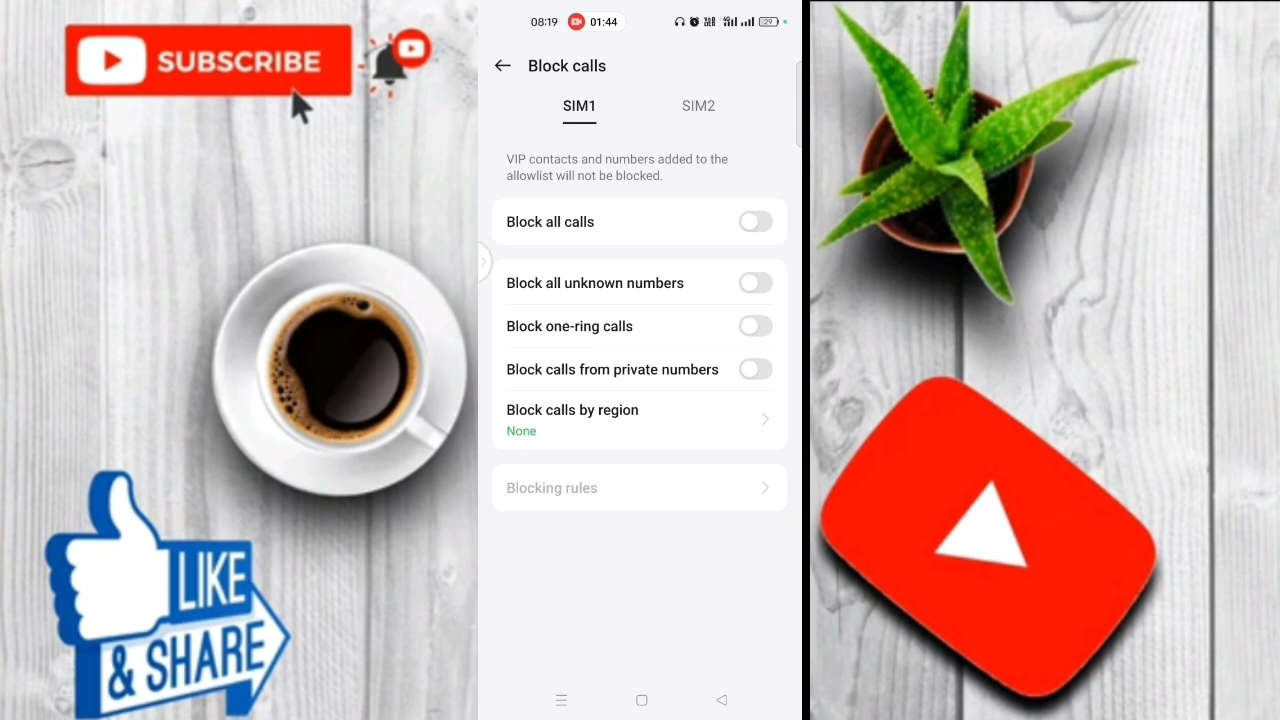 SUBSCRIBE
08:19
01:44
29
Block calls
SIM1
SIM2
VIP contacts and numbers added to the
allowlist will not be blocked.
Block all calls
Block all unknown numbers
Block one-ring calls
Block calls from private numbers
Block calls by region
None
Blocking rules
LIKE
& SHARE